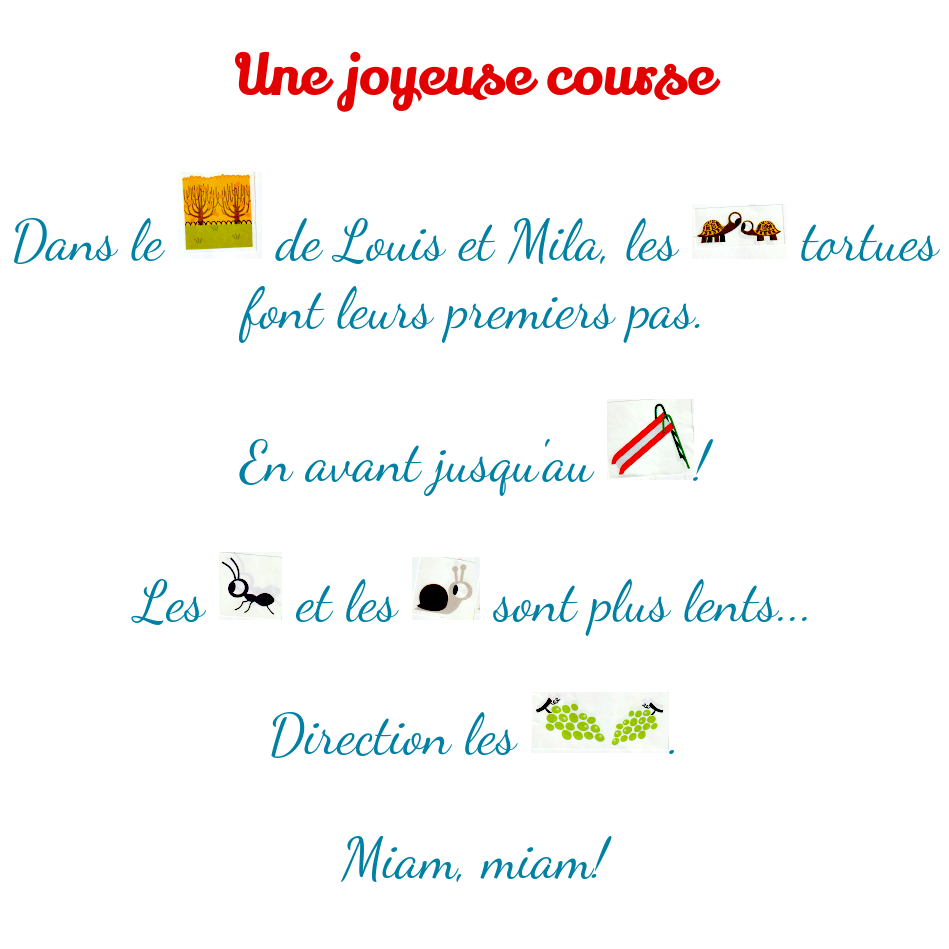 Une joyeuse course
Dans le de Louis et Mila, les tortues
font leurs premiers pas.
En avant jusqu'au !
Les et les sont plus lents...
Direction les .
Miam, miam!